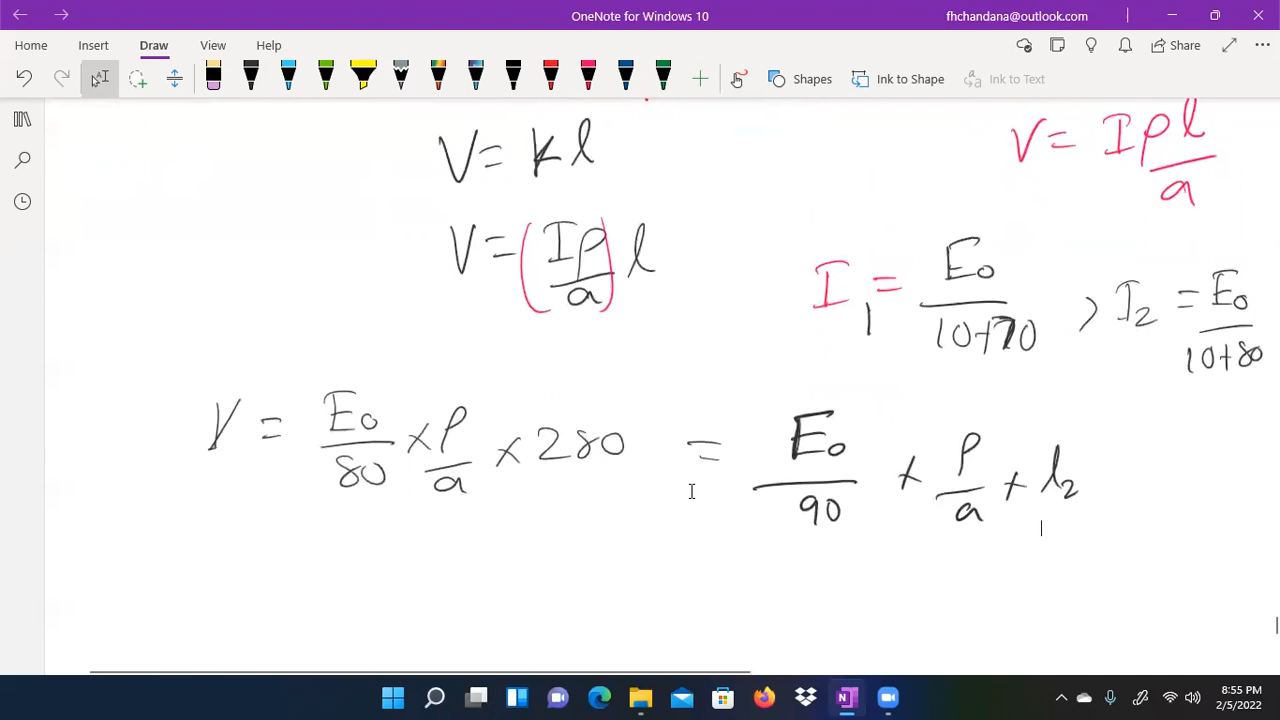 OneNote for Windows 10
fhchandana@outlook.com
Home Insert Draw View Help
Share
Shapes Ink to Shape Ink to Text
V = kl
V = Iρl/a
V = (Iρ/a) l
I1 = E0/(10+70) , I2 = E0/(10+80)
V = E0/80 × ρ/a × 280 = E0/90 × ρ/a × l2
8:55 PM
2/5/2022